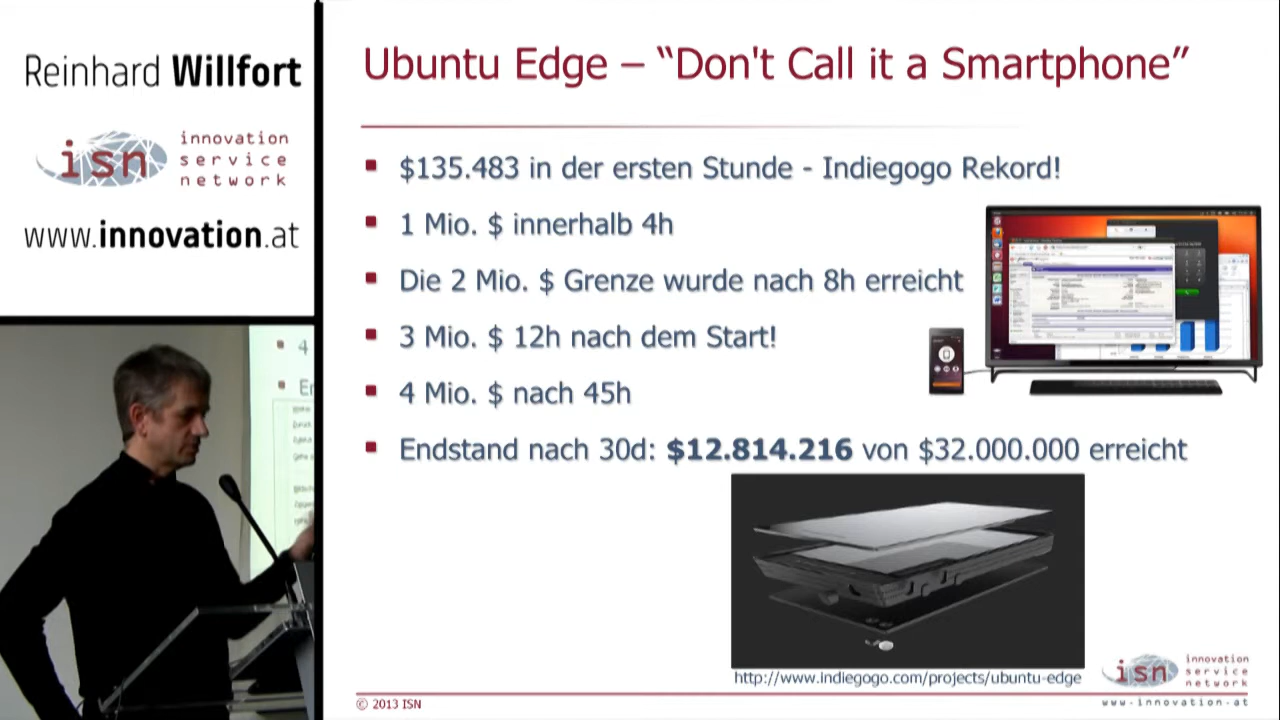 Reinhard Willfort
isn
innovation
service
network
www.innovation.at
Ubuntu Edge – “Don't Call it a Smartphone”
$135.483 in der ersten Stunde - Indiegogo Rekord!
1 Mio. $ innerhalb 4h
Die 2 Mio. $ Grenze wurde nach 8h erreicht
3 Mio. $ 12h nach dem Start!
4 Mio. $ nach 45h
Endstand nach 30d: $12.814.216 von $32.000.000 erreicht
http://www.indiegogo.com/projects/ubuntu-edge
isn
innovation
service
network
www.innovation.at
© 2013 ISN
4